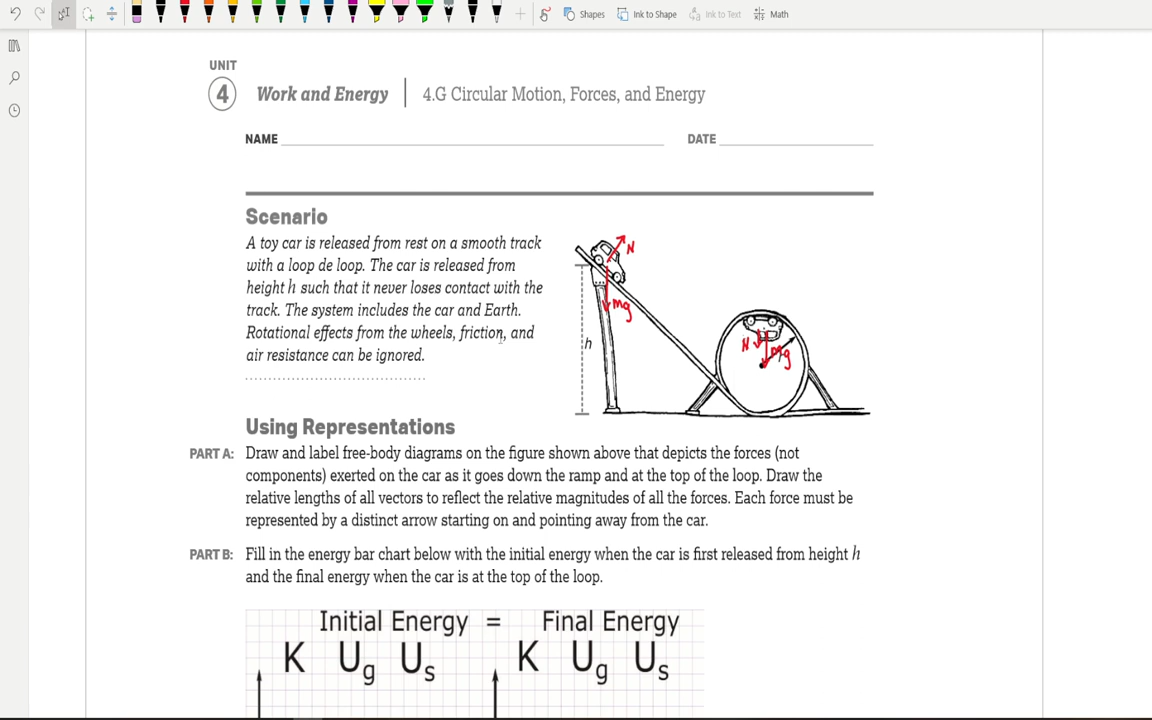 Shapes
Ink to Shape
Ink to Text
Math
UNIT
4 Work and Energy | 4.G Circular Motion, Forces, and Energy
NAME DATE
Scenario
A toy car is released from rest on a smooth track
with a loop de loop. The car is released from
height h such that it never loses contact with the
track. The system includes the car and Earth.
Rotational effects from the wheels, friction, and
air resistance can be ignored.
N
mg
h
N
mg
Using Representations
PART A: Draw and label free-body diagrams on the figure shown above that depicts the forces (not
components) exerted on the car as it goes down the ramp and at the top of the loop. Draw the
relative lengths of all vectors to reflect the relative magnitudes of all the forces. Each force must be
represented by a distinct arrow starting on and pointing away from the car.
PART B: Fill in the energy bar chart below with the initial energy when the car is first released from height h
and the final energy when the car is at the top of the loop.
Initial Energy = Final Energy
K Ug Us K Ug Us